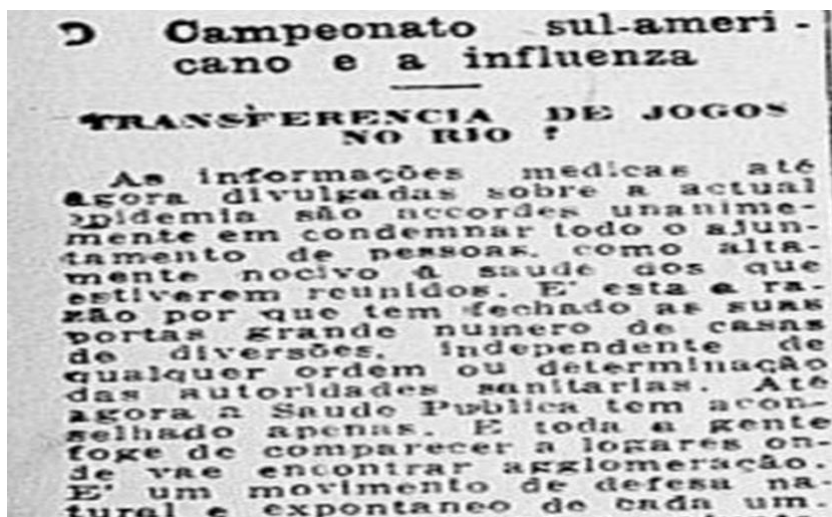 O Campeonato sul-ameri-
cano e a influenza
TRANSFERENCIA DE JOGOS
NO RIO ?
As informações medicas até
agora divulgadas sobre a actual
epidemia são accordes unanime-
mente em condemnar todo o ajun-
tamento de pessoas, como alta-
mente nocivo á saude dos que
estiverem reunidos. E' esta a ra-
zão por que tem fechado as suas
portas grande numero de casas
de diversões, independente de
qualquer ordem ou determinação
das autoridades sanitarias. Até
agora a Saude Publica tem acon-
selhado apenas. E toda a gente
foge de comparecer a logares on-
de vae encontrar agglomeração.
E' um movimento de defesa na-
tural e expontaneo de cada um.